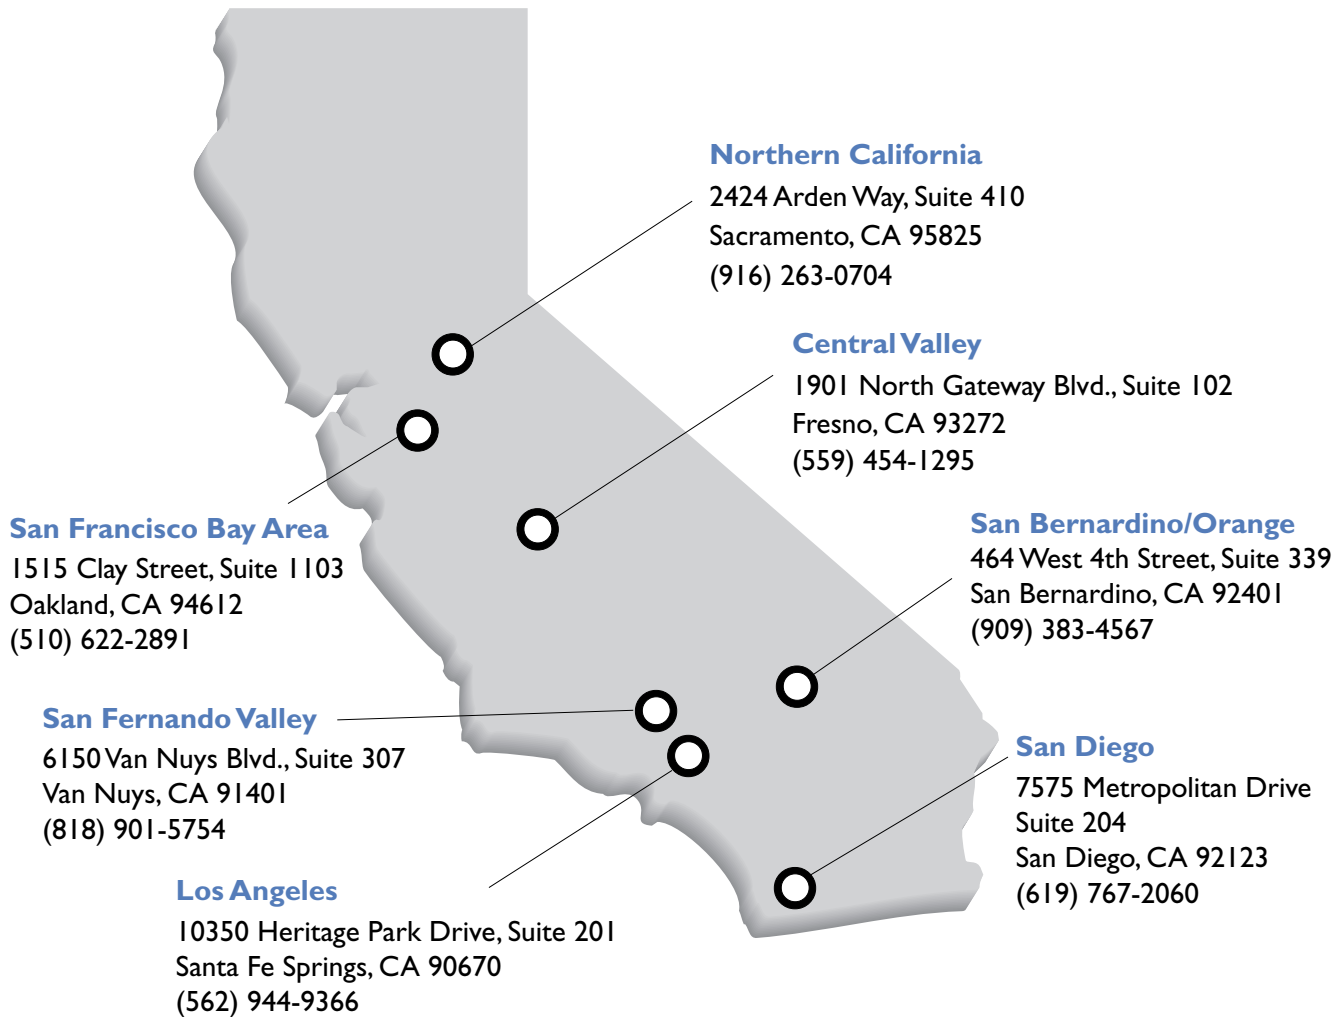 Northern California
2424 Arden Way, Suite 410
Sacramento, CA 95825
(916) 263-0704
Central Valley
1901 North Gateway Blvd., Suite 102
Fresno, CA 93272
(559) 454-1295
San Francisco Bay Area
1515 Clay Street, Suite 1103
Oakland, CA 94612
(510) 622-2891
San Bernardino/Orange
464 West 4th Street, Suite 339
San Bernardino, CA 92401
(909) 383-4567
San Fernando Valley
6150 Van Nuys Blvd., Suite 307
Van Nuys, CA 91401
(818) 901-5754
San Diego
7575 Metropolitan Drive
Suite 204
San Diego, CA 92123
(619) 767-2060
Los Angeles
10350 Heritage Park Drive, Suite 201
Santa Fe Springs, CA 90670
(562) 944-9366